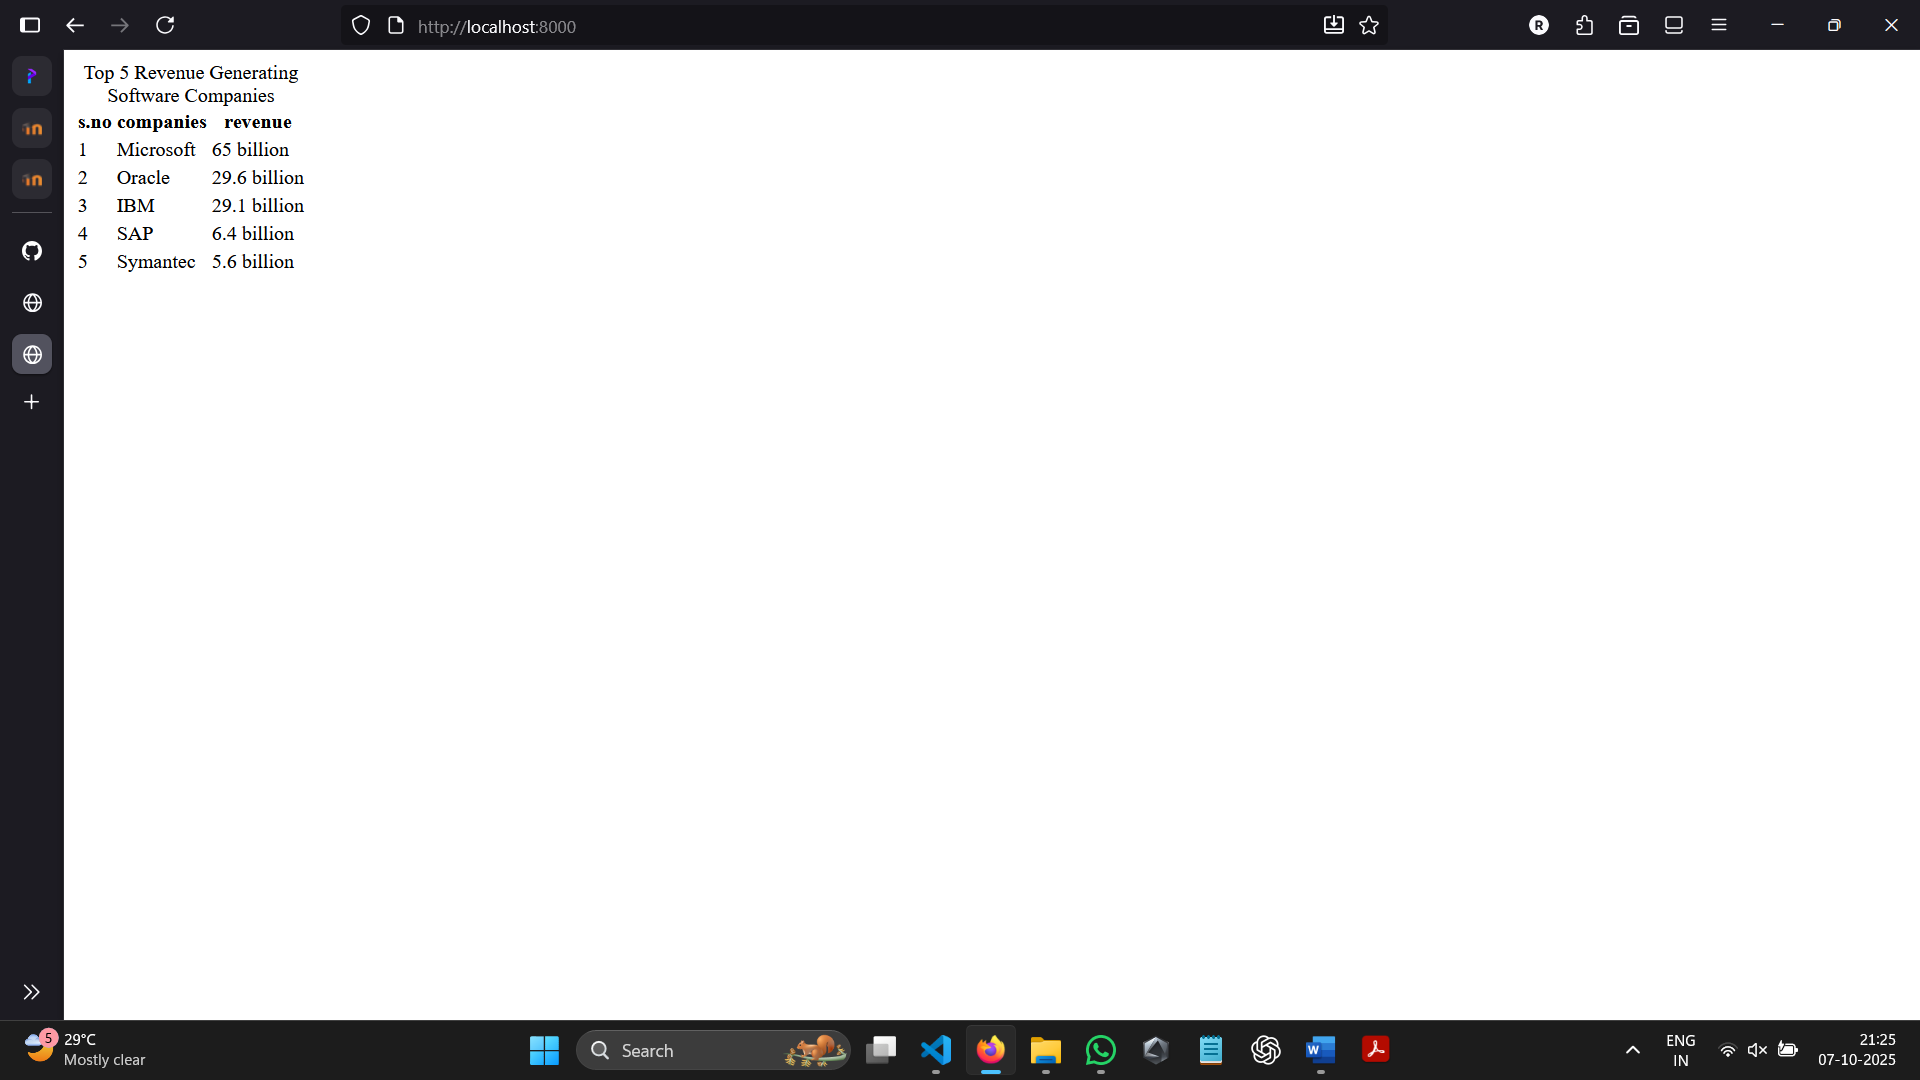 http://localhost:8000
Top 5 Revenue Generating
Software Companies
s.no companies revenue
1 Microsoft 65 billion
2 Oracle 29.6 billion
3 IBM 29.1 billion
4 SAP 6.4 billion
5 Symantec 5.6 billion
5
29°C
Mostly clear
Search
ENG
IN
21:25
07-10-2025